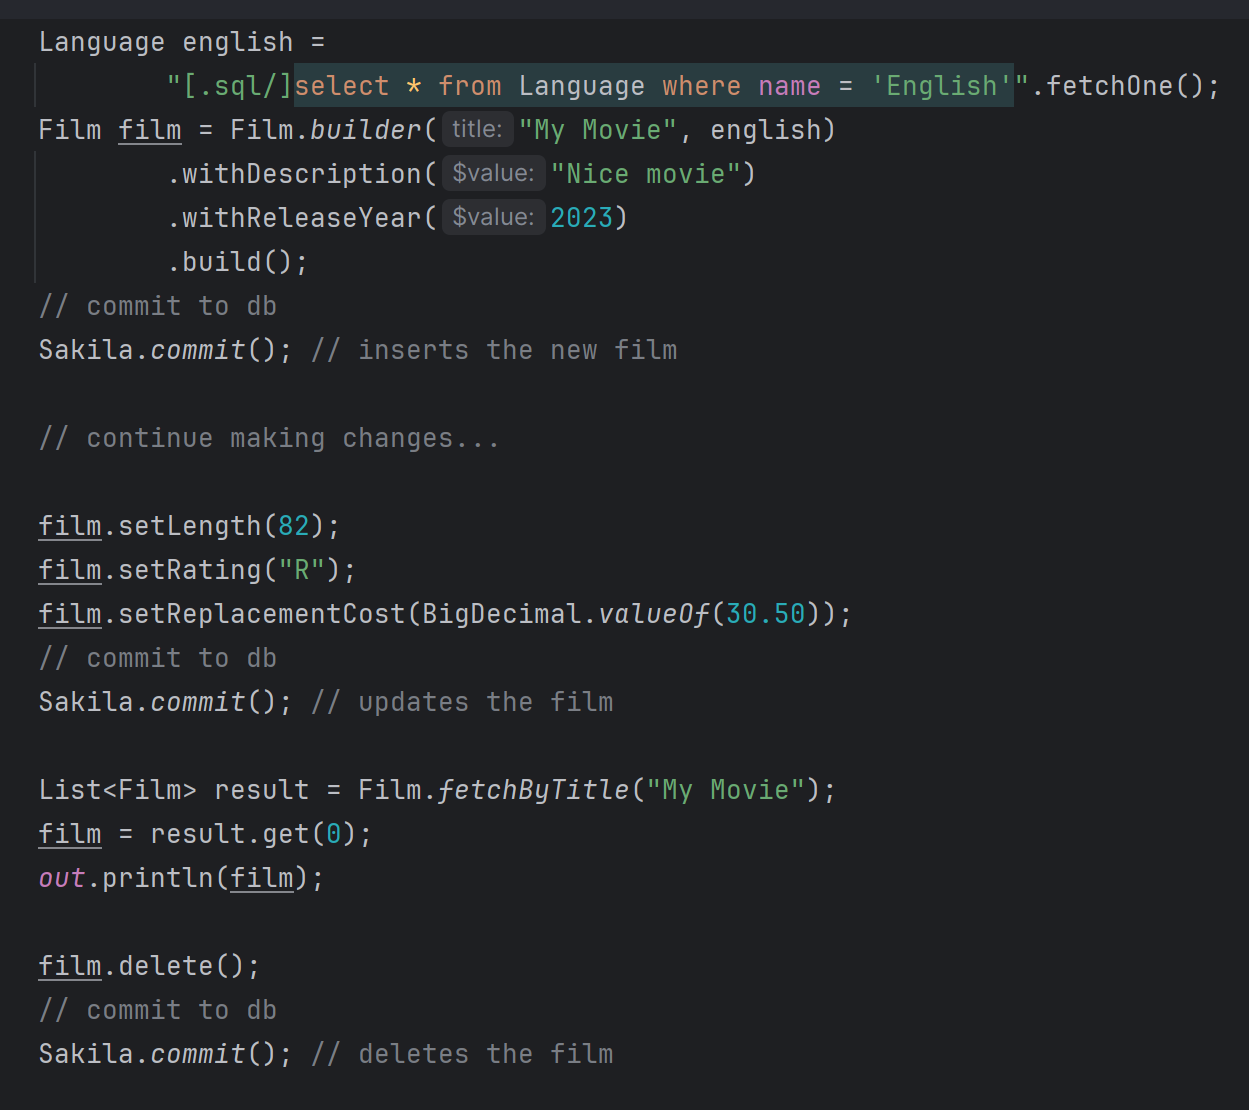 Language english =
"[.sql/]select * from Language where name = 'English'".fetchOne();
Film film = Film.builder( title: "My Movie", english)
.withDescription( $value: "Nice movie")
.withReleaseYear( $value: 2023)
.build();
// commit to db
Sakila.commit(); // inserts the new film
// continue making changes...
film.setLength(82);
film.setRating("R");
film.setReplacementCost(BigDecimal.valueOf(30.50));
// commit to db
Sakila.commit(); // updates the film
List<Film> result = Film.fetchByTitle("My Movie");
film = result.get(0);
out.println(film);
film.delete();
// commit to db
Sakila.commit(); // deletes the film